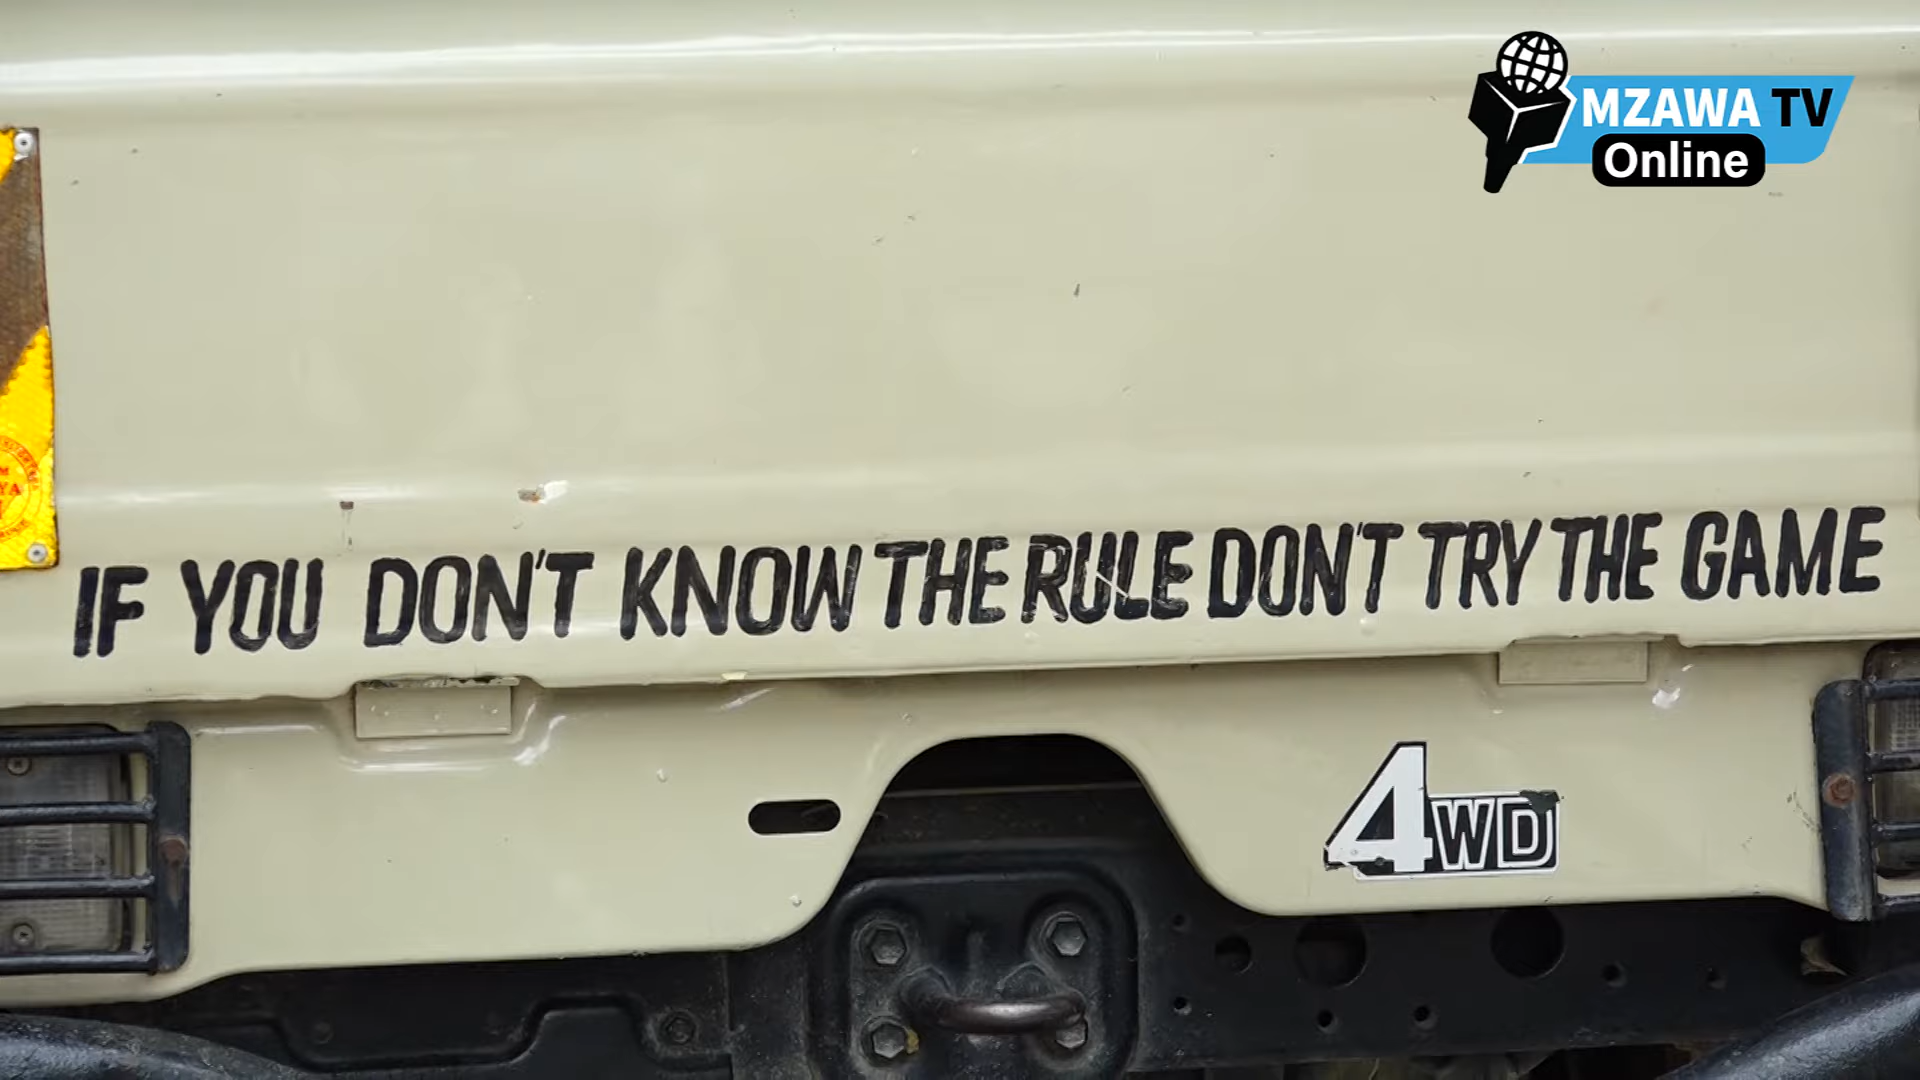 MZAWA TV
Online
IF YOU DON'T KNOW THE RULE DON'T TRY THE GAME
4WD